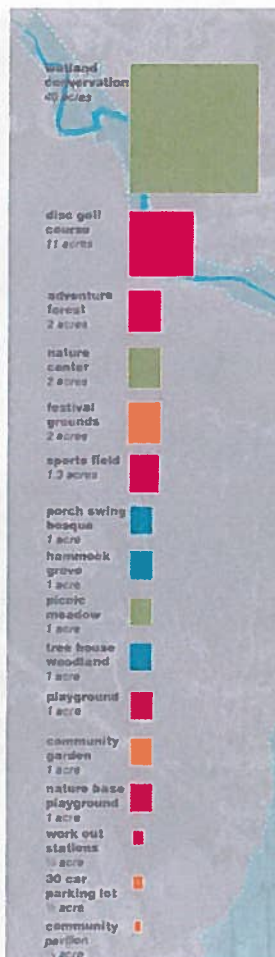 wetland
conservation
40 acres
disc golf
course
11 acres
adventure
forest
2 acres
nature
center
2 acres
festival
grounds
2 acres
sports field
1.3 acres
porch swing
bosque
1 acre
hammock
grove
1 acre
picnic
meadow
1 acre
tree house
woodland
1 acre
playground
1 acre
community
garden
1 acre
nature base
playground
1 acre
work out
stations
acre
30 car
parking lot
acre
community
pavilion
acre